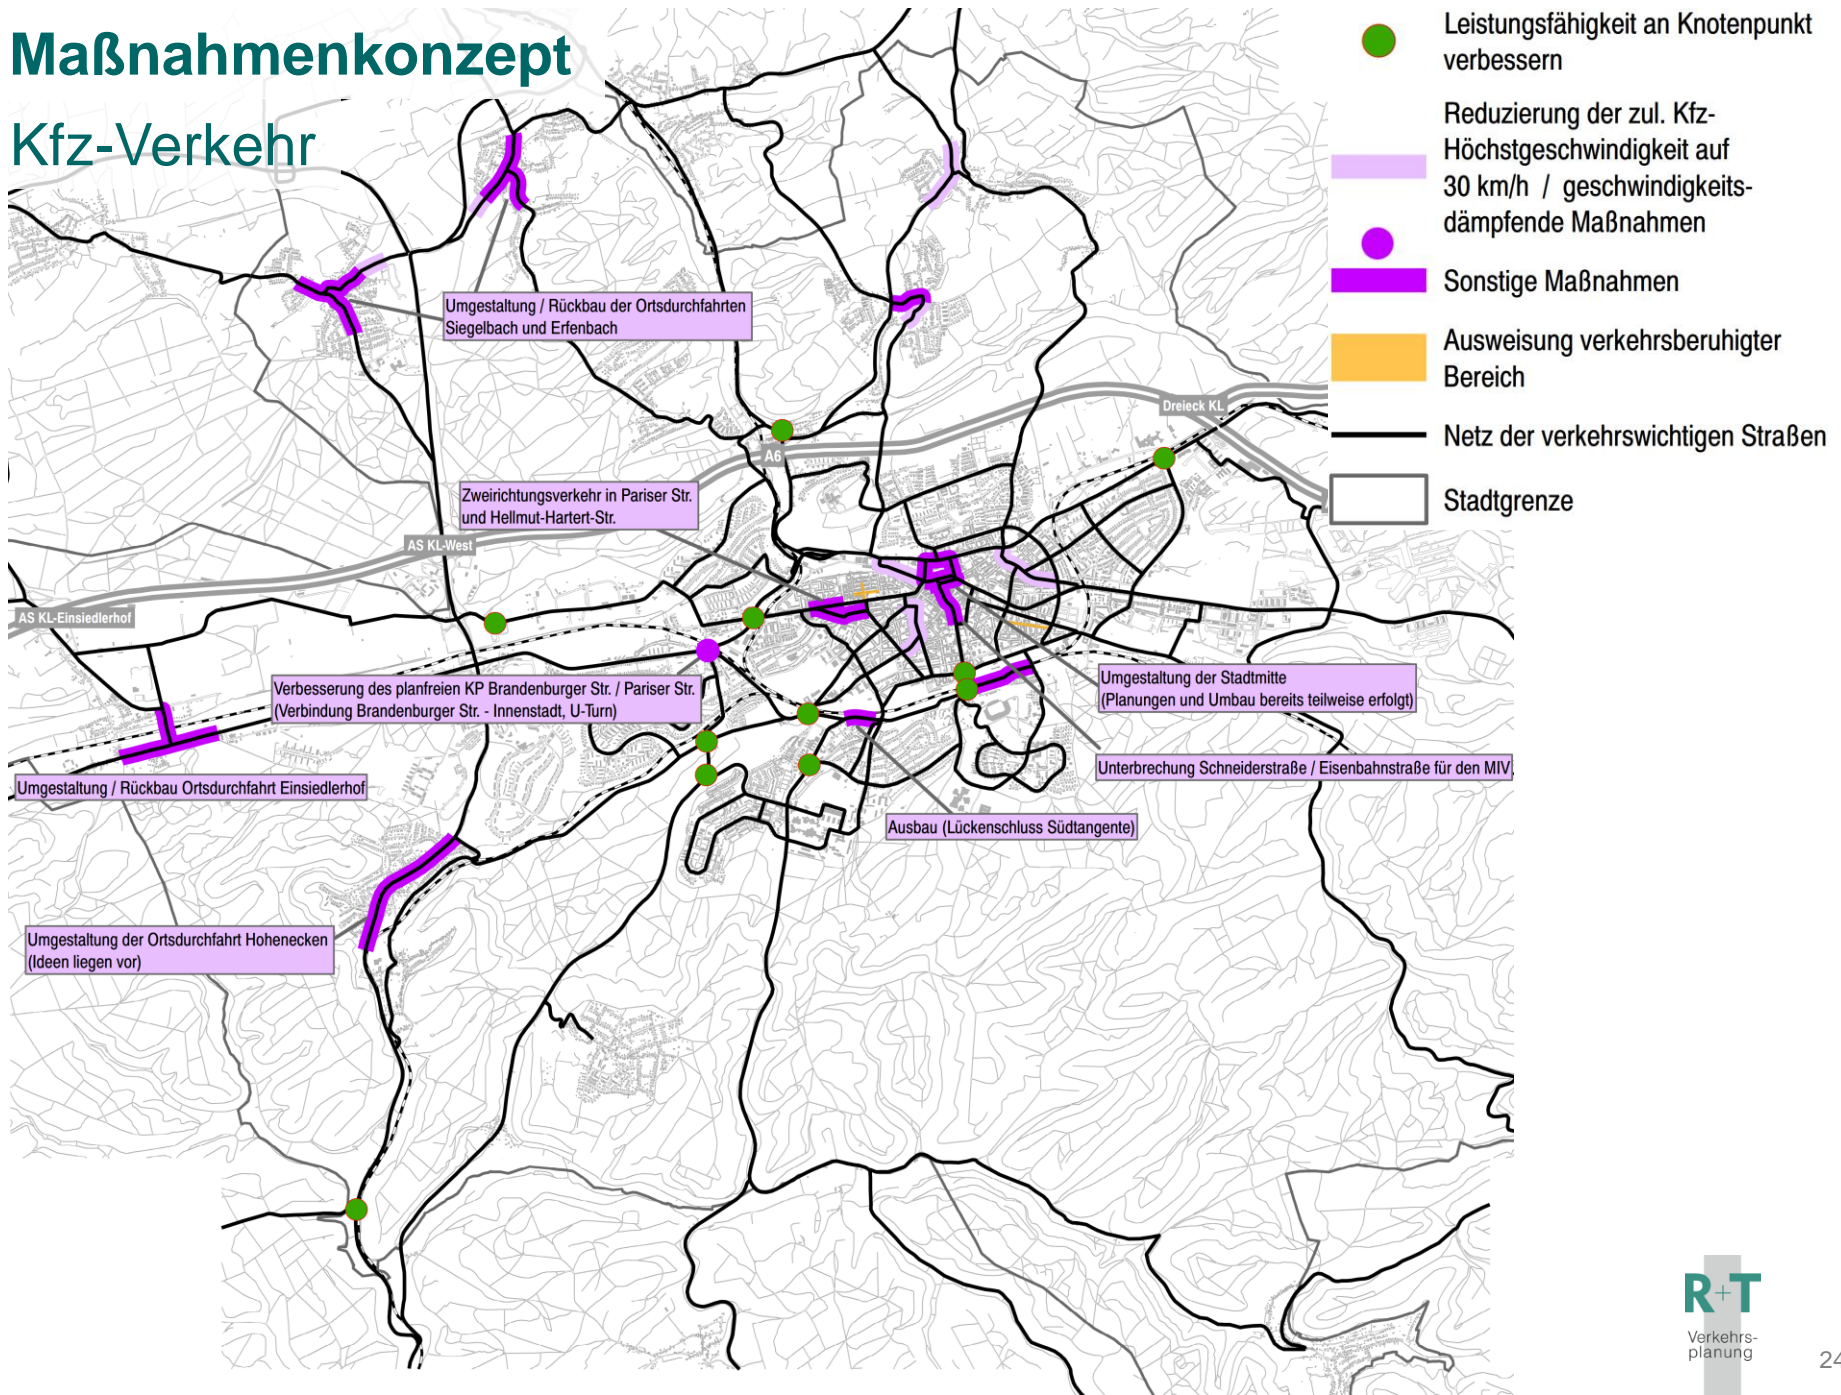 Maßnahmenkonzept
Kfz-Verkehr
Leistungsfähigkeit an Knotenpunkt
verbessern
Reduzierung der zul. Kfz-
Höchstgeschwindigkeit auf
30 km/h / geschwindigkeits-
dämpfende Maßnahmen
Sonstige Maßnahmen
Ausweisung verkehrsberuhigter
Bereich
Netz der verkehrswichtigen Straßen
Stadtgrenze
Umgestaltung / Rückbau der Ortsdurchfahrten
Siegelbach und Erfenbach
Dreieck KL
A6
Zweirichtungsverkehr in Pariser Str.
und Hellmut-Hartert-Str.
AS KL-West
AS KL-Einsiedlerhof
Verbesserung des planfreien KP Brandenburger Str. / Pariser Str.
(Verbindung Brandenburger Str. - Innenstadt, U-Turn)
Umgestaltung der Stadtmitte
(Planungen und Umbau bereits teilweise erfolgt)
Unterbrechung Schneiderstraße / Eisenbahnstraße für den MIV
Umgestaltung / Rückbau Ortsdurchfahrt Einsiedlerhof
Ausbau (Lückenschluss Südtangente)
Umgestaltung der Ortsdurchfahrt Hohenecken
(Ideen liegen vor)
R+T
Verkehrs-
planung
24